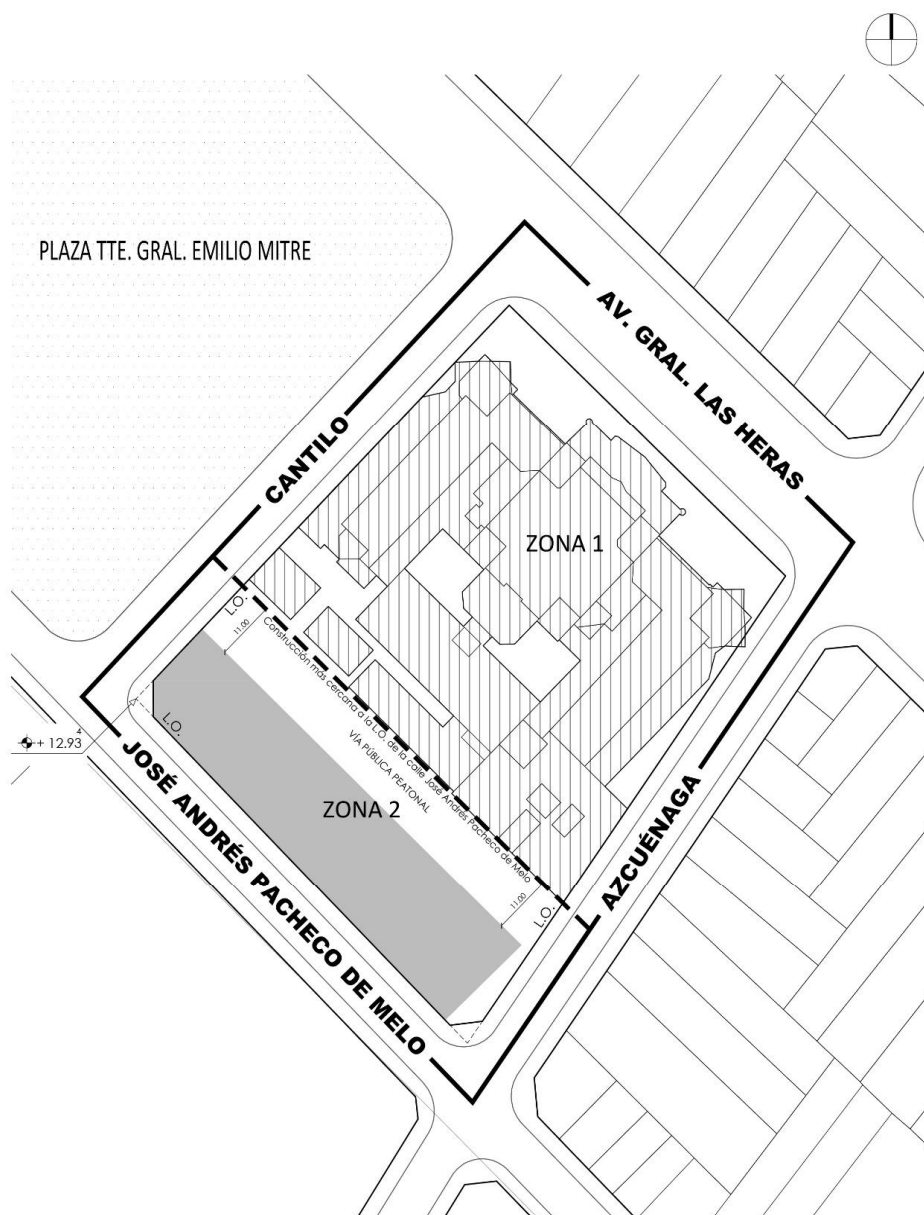 PLAZA TTE. GRAL. EMILIO MITRE
AV. GRAL. LAS HERAS
CANTILO
ZONA 1
L.O.
11.00
Construcción más cercana a la L.O. de la calle José Andrés Pacheco de Melo
VÍA PÚBLICA PEATONAL
L.O.
4
+ 12.93
ZONA 2
JOSÉ ANDRÉS PACHECO DE MELO
AZCUÉNAGA
11.00
L.O.